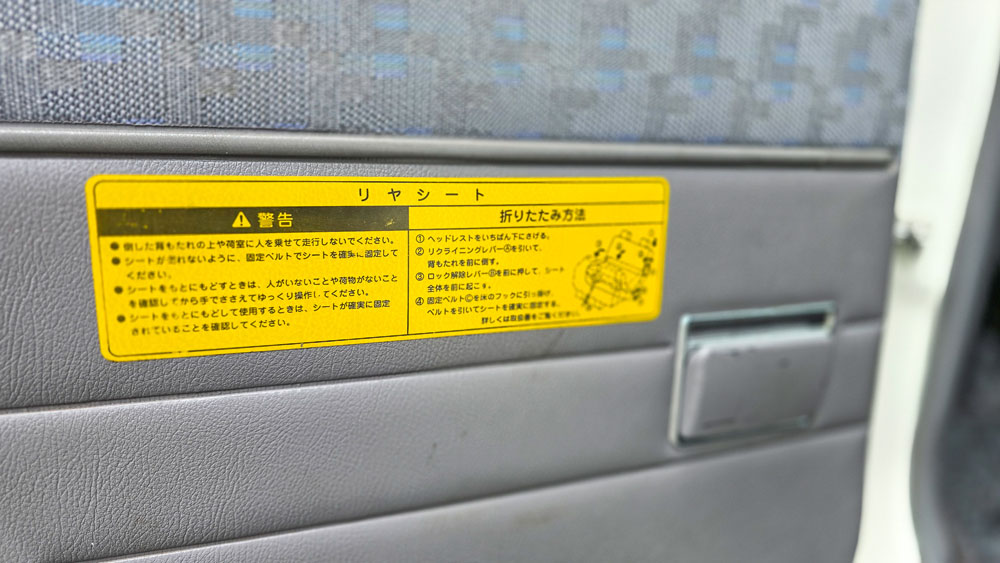 リヤシート
警告
● 倒した背もたれの上や荷室に人を乗せて走行しないでください。
● シートが倒れないように、固定ベルトでシートを確実に固定して
ください。
● シートをもとにもどすときは、人がいないことや荷物がないこと
を確認してから手でささえてゆっくり操作してください。
● シートをもとにもどして使用するときは、シートが確実に固定
されていることを確認してください。
折りたたみ方法
① ヘッドレストをいちばん下にさげる。
② リクライニングレバーⒶを引いて、
背もたれを前に倒す。
③ ロック解除レバーⒷを前に押して、シート
全体を前に起こす。
④ 固定ベルトⒸを床のフックに引っ掛け、
ベルトを引いてシートを確実に固定する。
詳しくは取扱書をご覧ください。